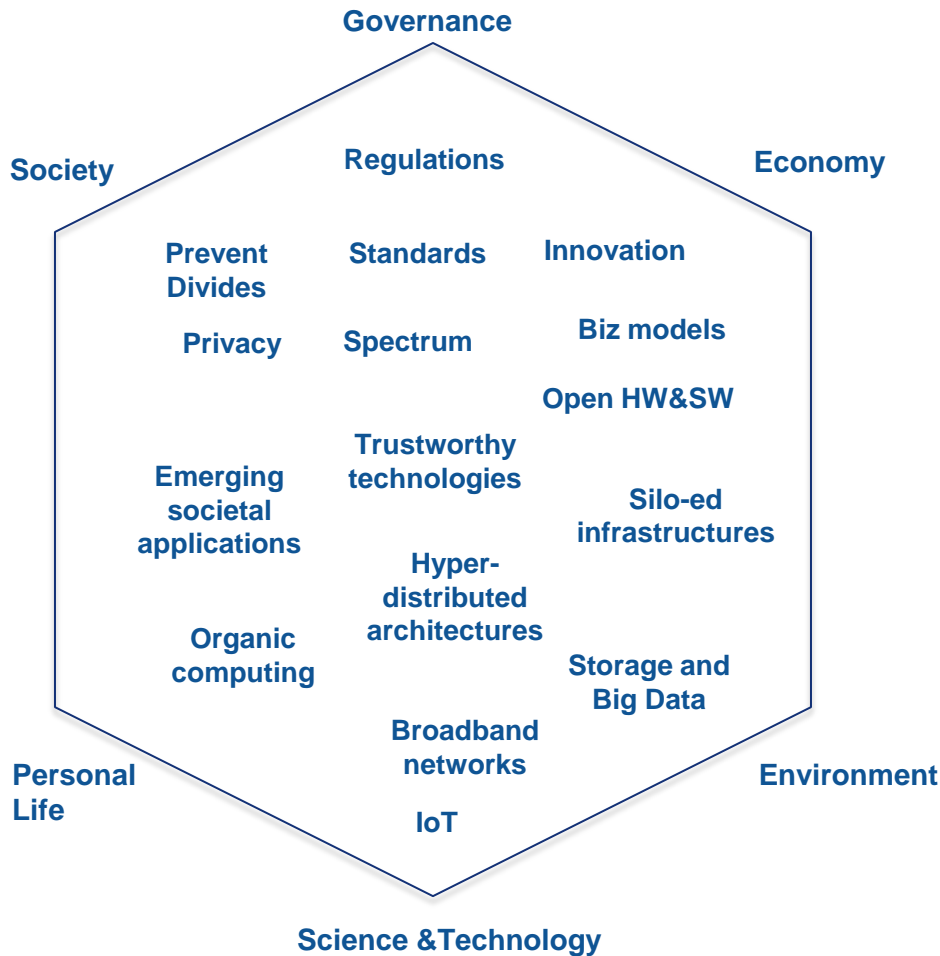 Governance
Society
Regulations
Economy
Prevent
Divides
Standards
Innovation
Privacy
Spectrum
Biz models
Open HW&SW
Trustworthy
technologies
Emerging
societal
applications
Silo-ed
infrastructures
Hyper-
distributed
architectures
Organic
computing
Storage and
Big Data
Broadband
networks
Personal
Life
Environment
IoT
Science &Technology